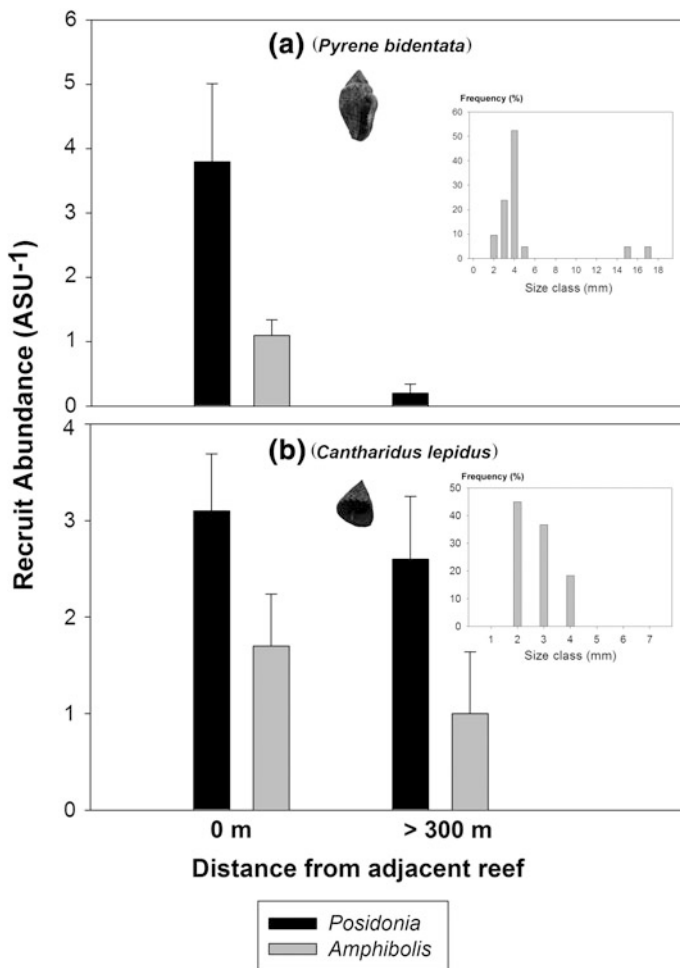 (a) (Pyrene bidentata)
Recruit Abundance (ASU-1)
6
5
4
3
2
1
0
Frequency (%)
60
50
40
30
20
10
0
0 2 4 6 8 10 12 14 16 18
Size class (mm)
(b) (Cantharidus lepidus)
4
3
2
1
0
Frequency (%)
50
40
30
20
10
0
1 2 3 4 5 6 7
Size class (mm)
0 m > 300 m
Distance from adjacent reef
Posidonia
Amphibolis